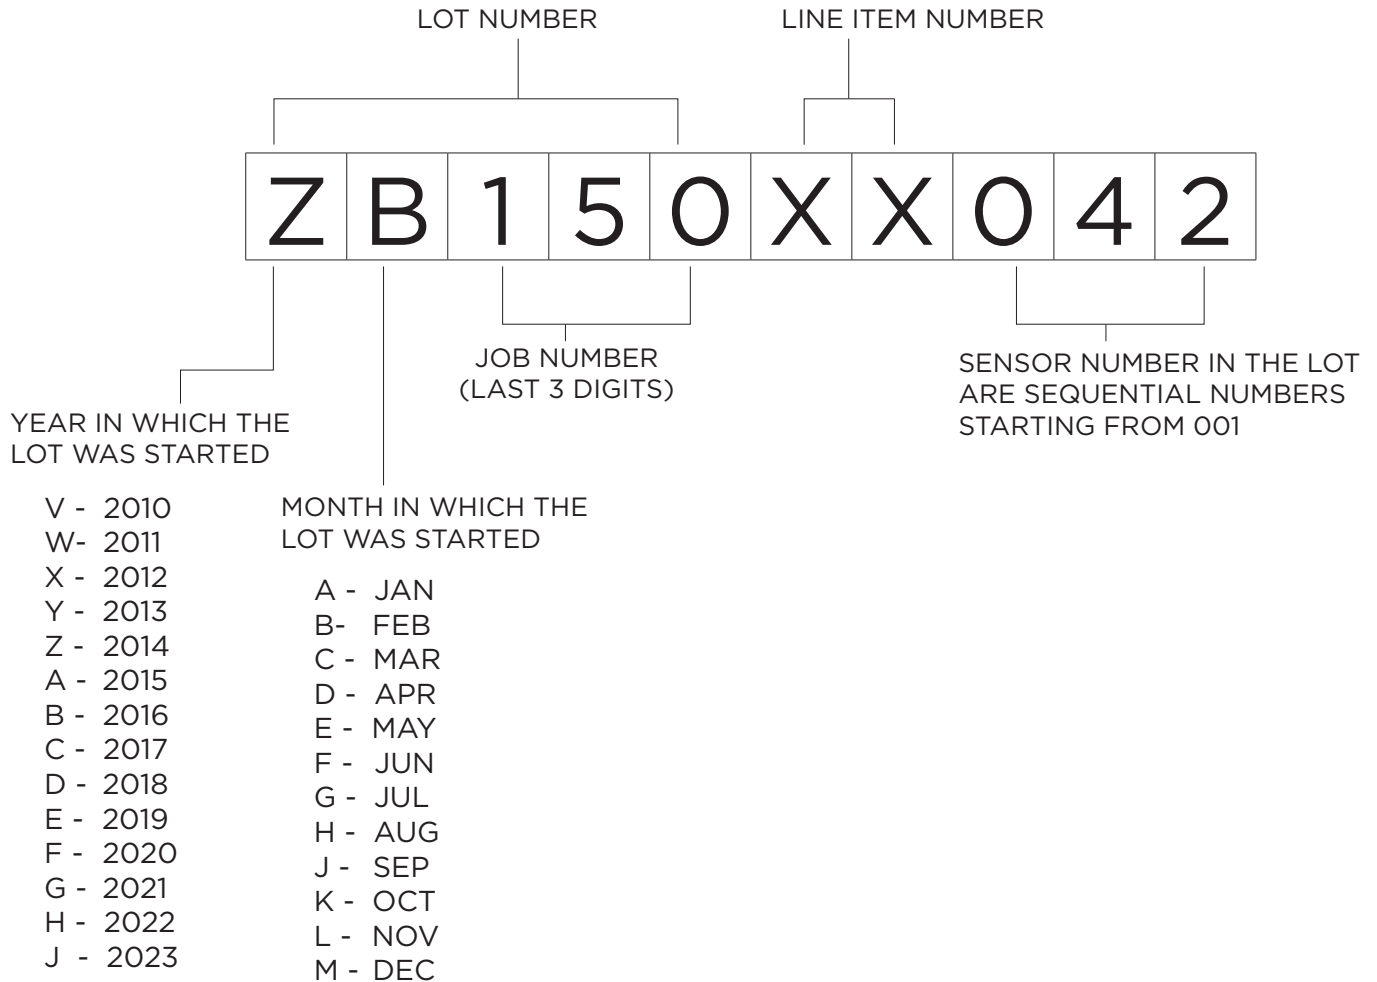 LOT NUMBER
LINE ITEM NUMBER
ZB150XX042
JOB NUMBER
(LAST 3 DIGITS)
SENSOR NUMBER IN THE LOT
ARE SEQUENTIAL NUMBERS
STARTING FROM 001
YEAR IN WHICH THE
LOT WAS STARTED
V - 2010
W- 2011
X - 2012
Y - 2013
Z - 2014
A - 2015
B - 2016
C - 2017
D - 2018
E - 2019
F - 2020
G - 2021
H - 2022
J - 2023
MONTH IN WHICH THE
LOT WAS STARTED
A - JAN
B- FEB
C - MAR
D - APR
E - MAY
F - JUN
G - JUL
H - AUG
J - SEP
K - OCT
L - NOV
M - DEC